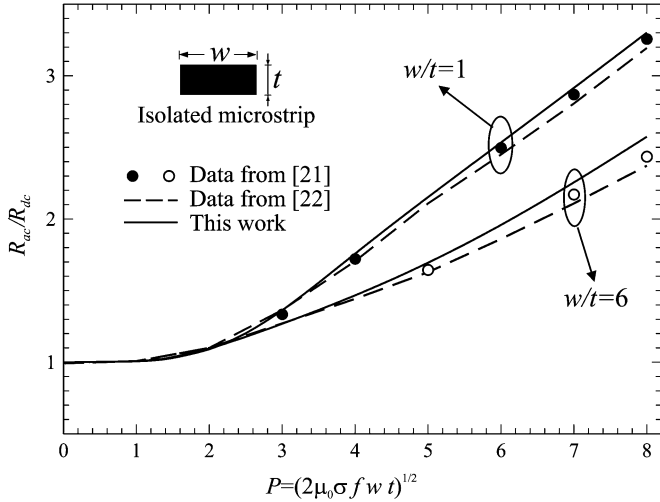 3
2
1
R_ac/R_dc
w
t
Isolated microstrip
Data from [21]
Data from [22]
This work
w/t=1
w/t=6
0 1 2 3 4 5 6 7 8
P=(2μ₀σ f w t)^1/2